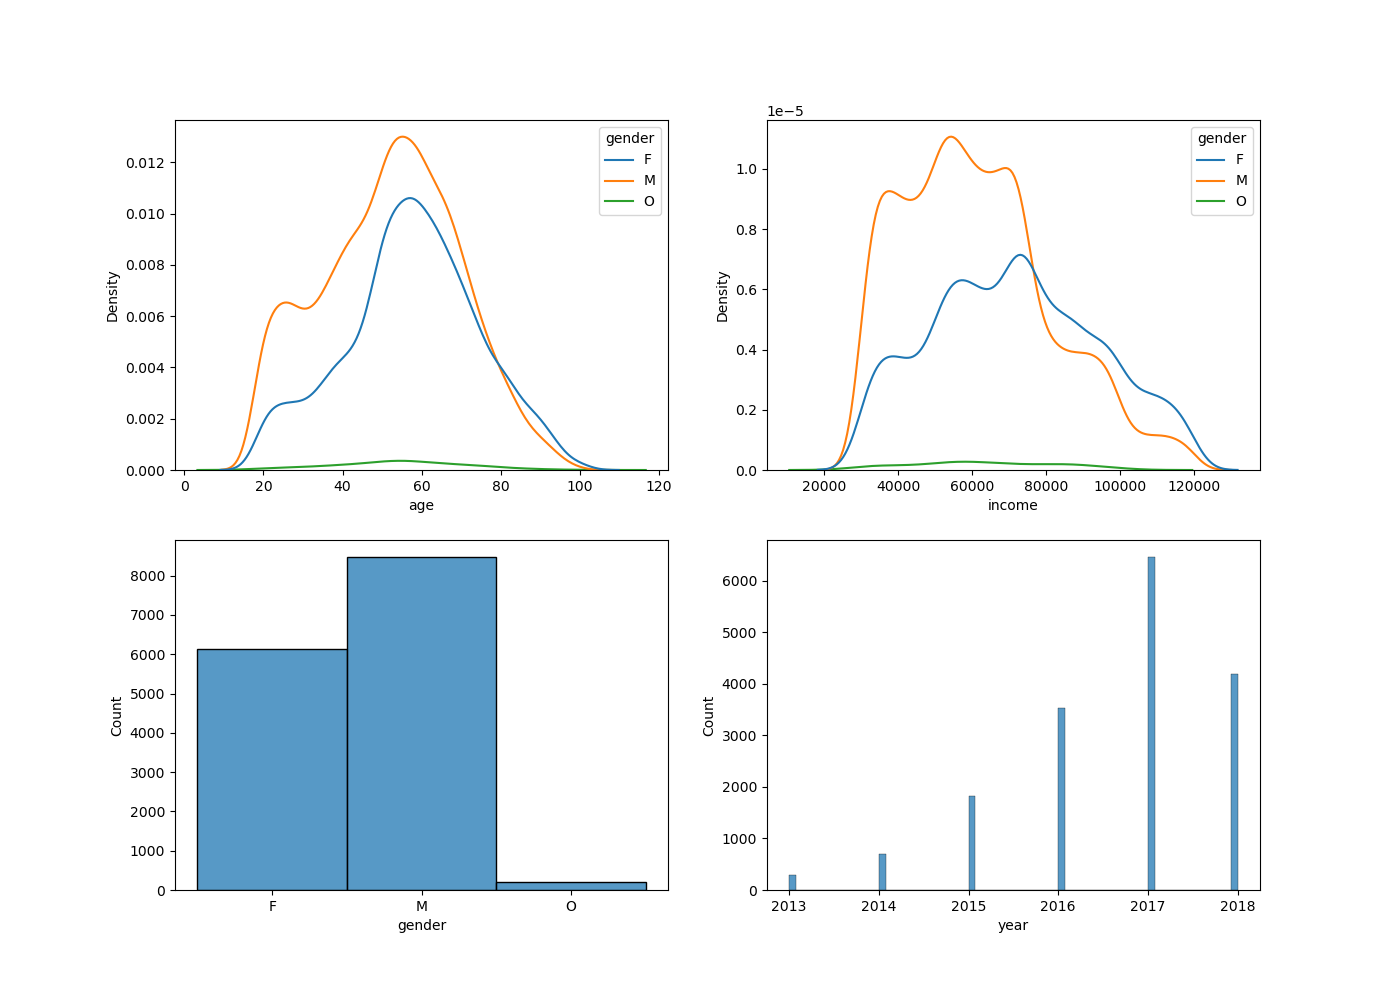 gender
F
M
O
0.012
0.010
0.008
0.006
0.004
0.002
0.000
Density
0 20 40 60 80 100 120
age
1e−5
gender
F
M
O
1.0
0.8
0.6
0.4
0.2
0.0
Density
20000 40000 60000 80000 100000 120000
income
8000
7000
6000
5000
4000
3000
2000
1000
0
Count
F M O
gender
6000
5000
4000
3000
2000
1000
0
Count
2013 2014 2015 2016 2017 2018
year